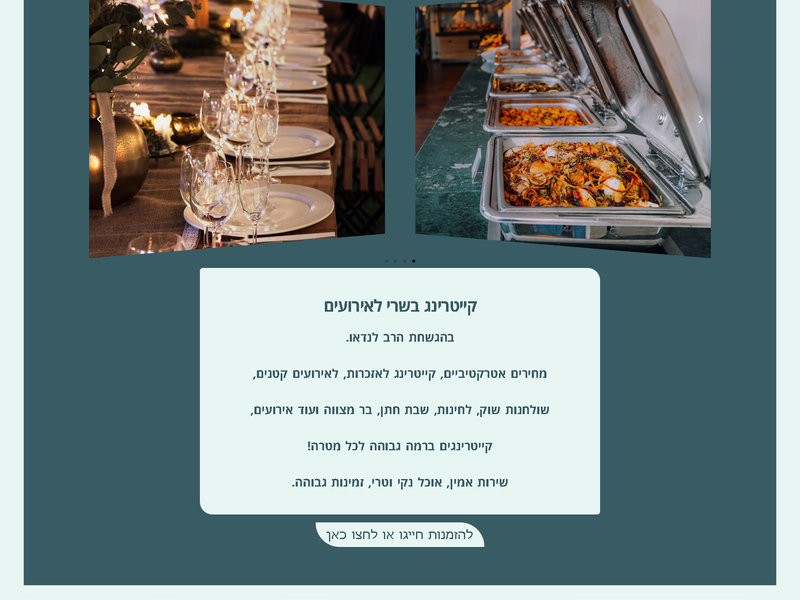 קייטרינג בשרי לאירועים
בהגשחת הרב לנדאו.
מחירים אטרקטיביים, קייטרינג לאזכרות, לאירועים קטנים,
שולחנות שוק, לחינות, שבת חתן, בר מצווה ועוד אירועים,
קייטרינגים ברמה גבוהה לכל מטרה!
שירות אמין, אוכל נקי וטרי, זמינות גבוהה.
להזמנות חייגו או לחצו כאן